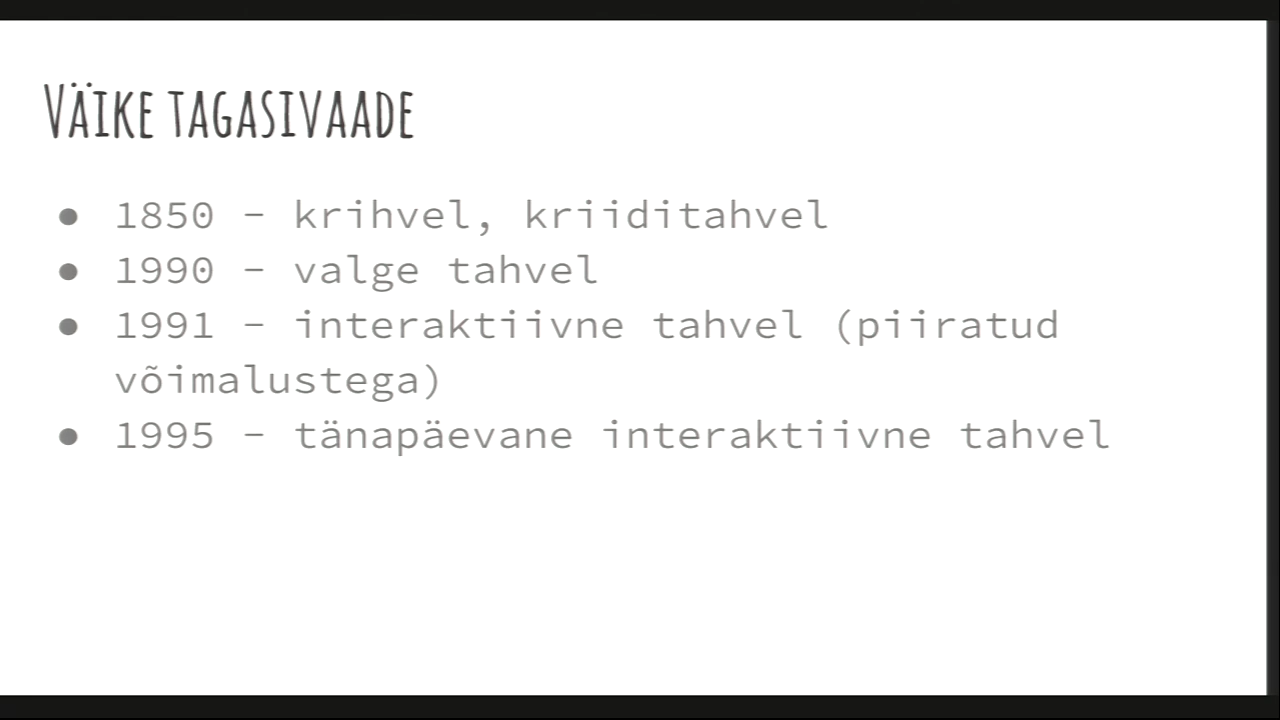 VÄIKE TAGASIVAADE
● 1850 - krihvel, kriiditahvel
● 1990 - valge tahvel
● 1991 - interaktiivne tahvel (piiratud
võimalustega)
● 1995 - tänapäevane interaktiivne tahvel